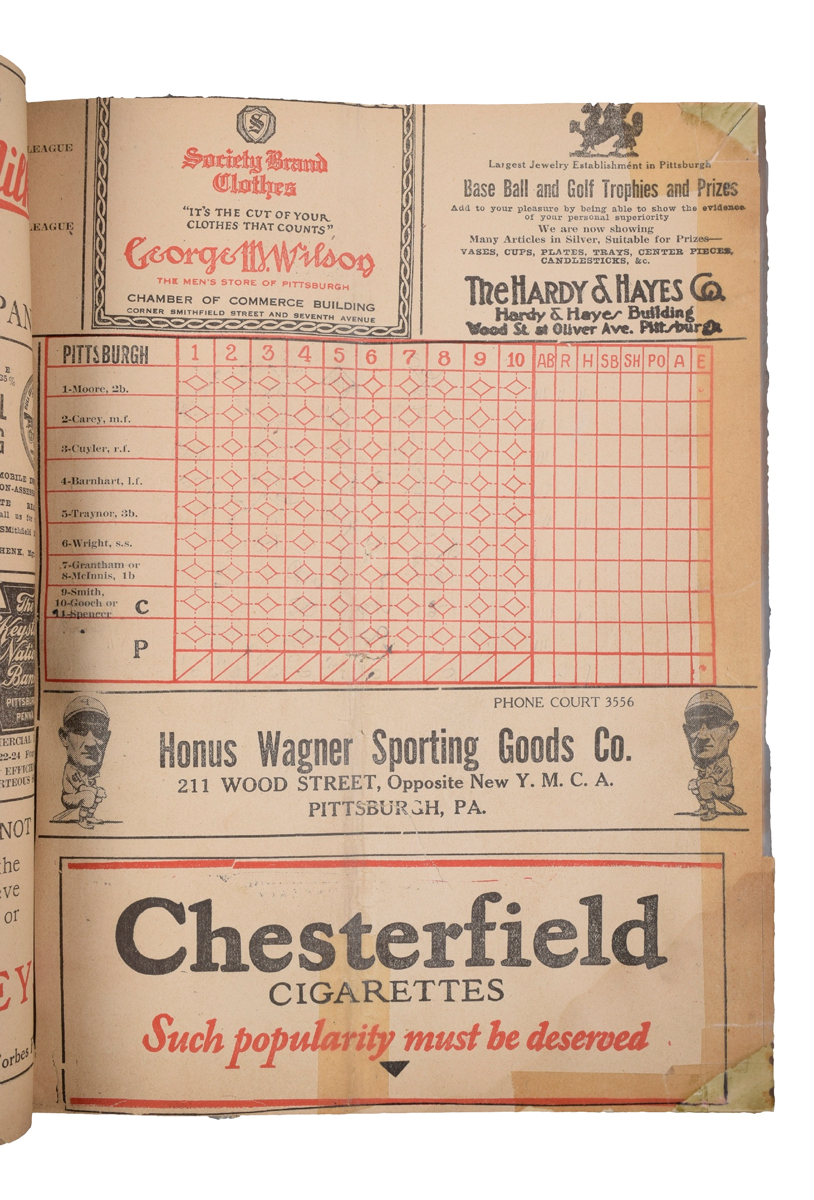 LEAGUE
LEAGUE
S
Society Brand
Clothes
"IT'S THE CUT OF YOUR
CLOTHES THAT COUNTS"
George W. Wilson
THE MEN'S STORE OF PITTSBURGH
CHAMBER OF COMMERCE BUILDING
CORNER SMITHFIELD STREET AND SEVENTH AVENUE
Largest Jewelry Establishment in Pittsburgh
Base Ball and Golf Trophies and Prizes
Add to your pleasure by being able to show the evidence
of your personal superiority
We are now showing
Many Articles in Silver, Suitable for Prizes—
VASES, CUPS, PLATES, TRAYS, CENTER PIECES,
CANDLESTICKS, &c.
The HARDY & HAYES Co.
Hardy & Hayes Building
Wood St. at Oliver Ave. Pittsburgh
PITTSBURGH 1 2 3 4 5 6 7 8 9 10 AB R H SB SH PO A E
1-Moore, 2b.
2-Carey, m.f.
3-Cuyler, r.f.
4-Barnhart, l.f.
5-Traynor, 3b.
6-Wright, s.s.
7-Grantham or
8-McInnis, 1b
9-Smith,
10-Gooch or C
11-Spencer
P
PHONE COURT 3556
Honus Wagner Sporting Goods Co.
211 WOOD STREET, Opposite New Y. M. C. A.
PITTSBURGH, PA.
Chesterfield
CIGARETTES
Such popularity must be deserved
NOT
the
or
EY